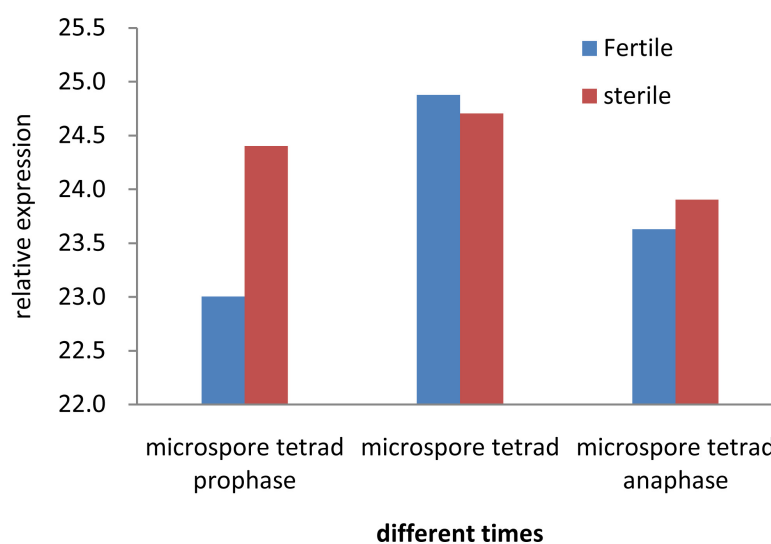 25.5
25.0
24.5
24.0
23.5
23.0
22.5
22.0
relative expression
Fertile
sterile
microspore tetrad
prophase
microspore tetrad
microspore tetrad
anaphase
different times